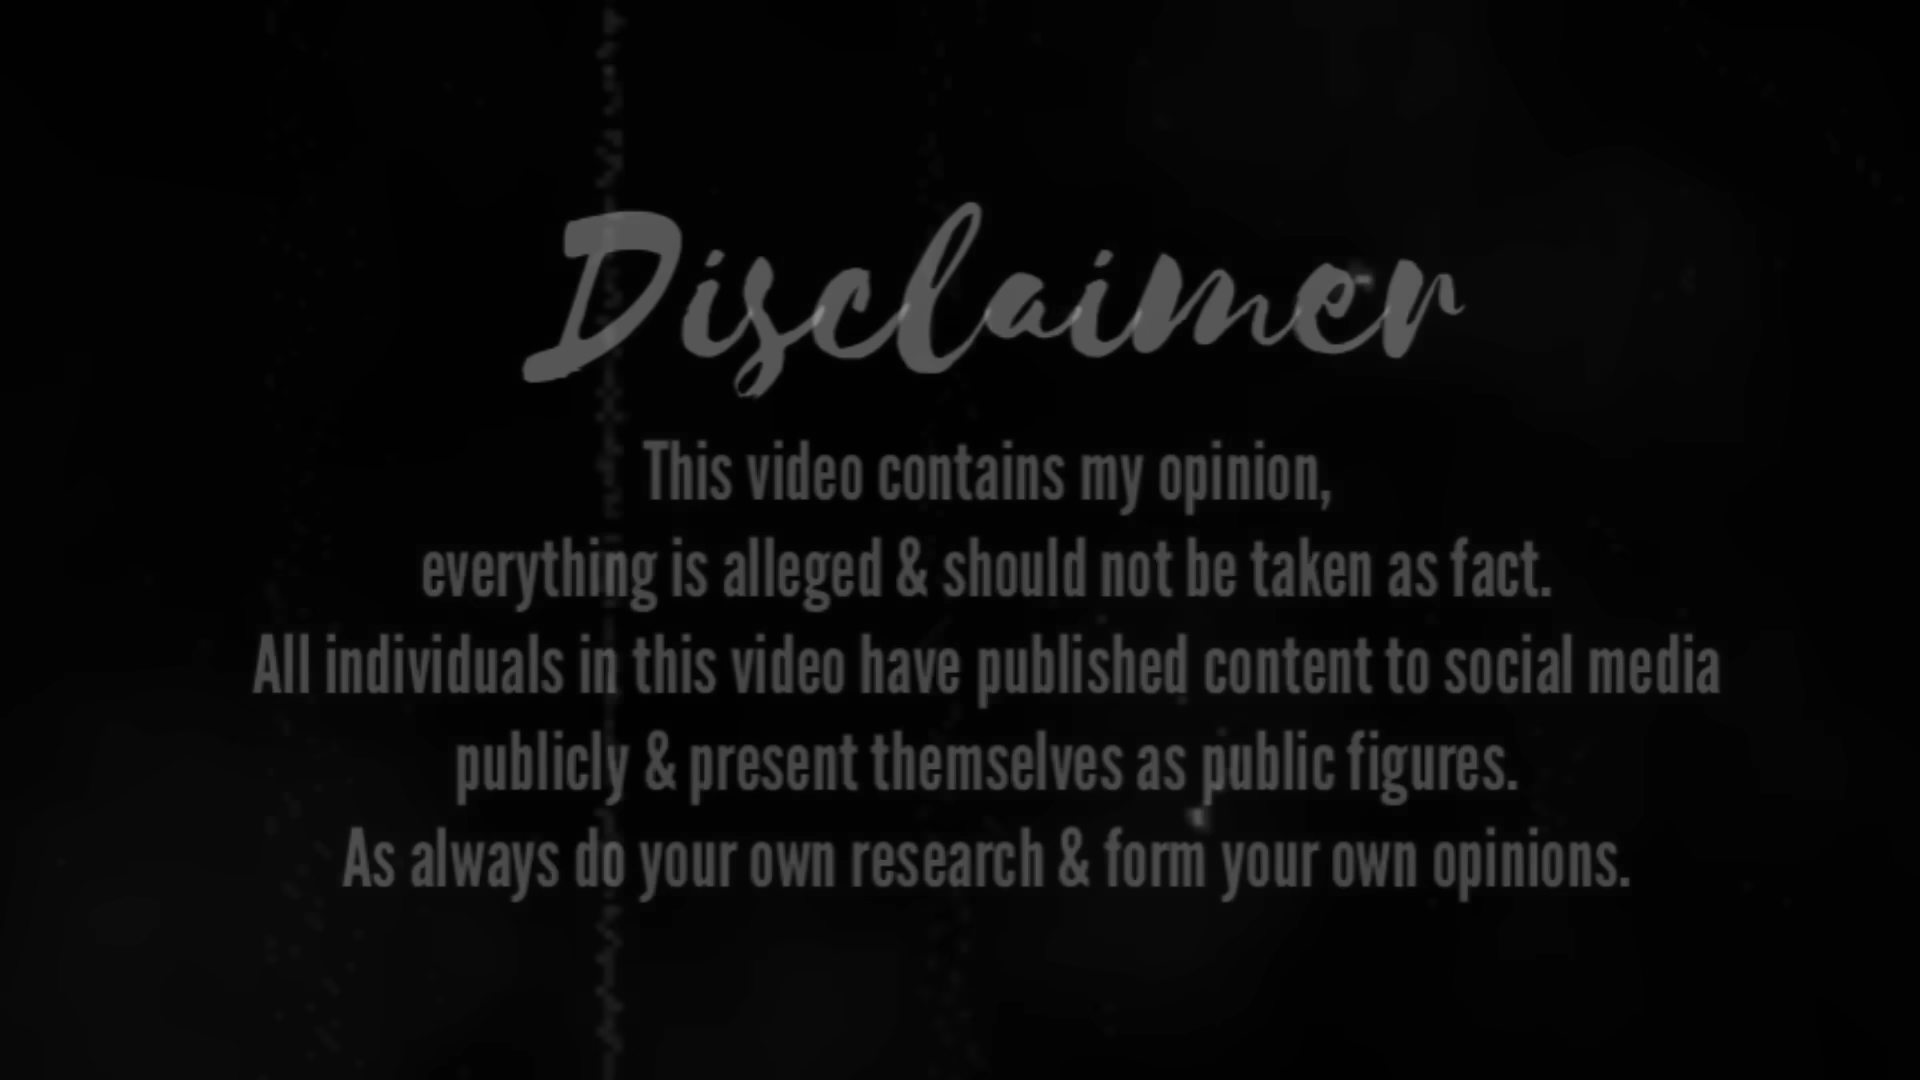 Disclaimer
This video contains my opinion,
everything is alleged & should not be taken as fact.
All individuals in this video have published content to social media
publicly & present themselves as public figures.
As always do your own research & form your own opinions.